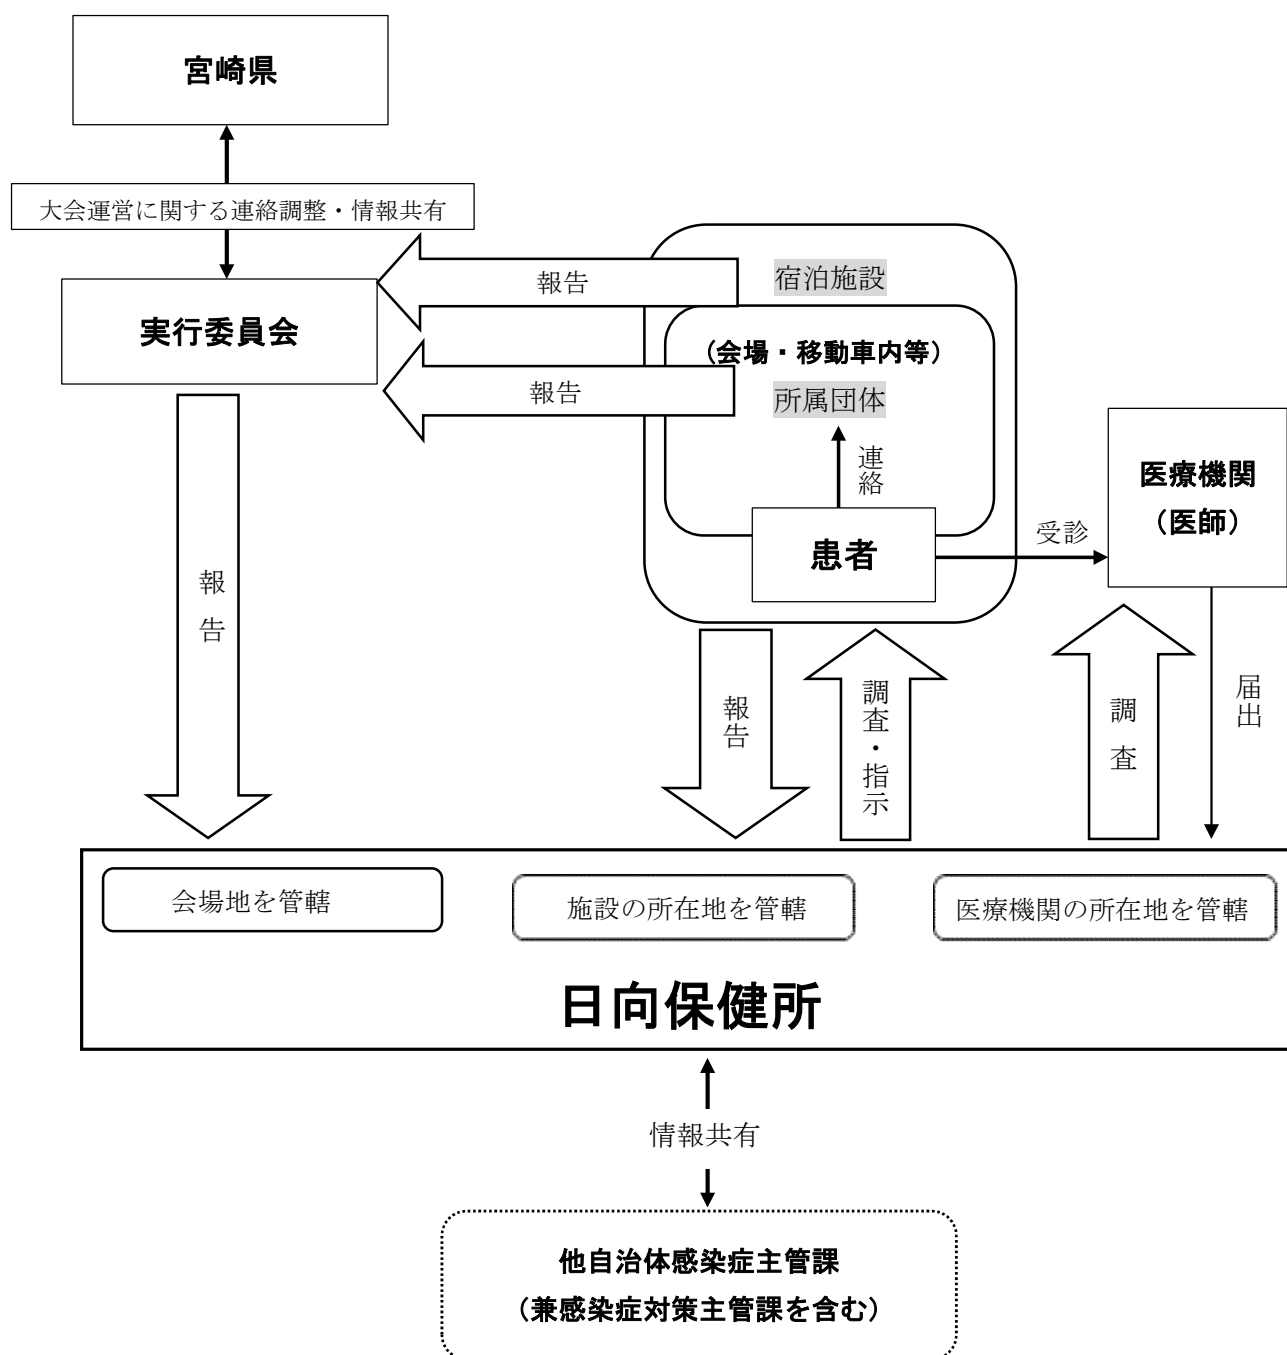 宮崎県
大会運営に関する連絡調整・情報共有
実行委員会
報告
宿泊施設
(会場・移動車内等)
報告
所属団体
連絡
患者
受診
医療機関
（医師）
報告
報告
調査・指示
調査
届出
会場地を管轄
施設の所在地を管轄
医療機関の所在地を管轄
日向保健所
情報共有
他自治体感染症主管課
（兼感染症対策主管課を含む）